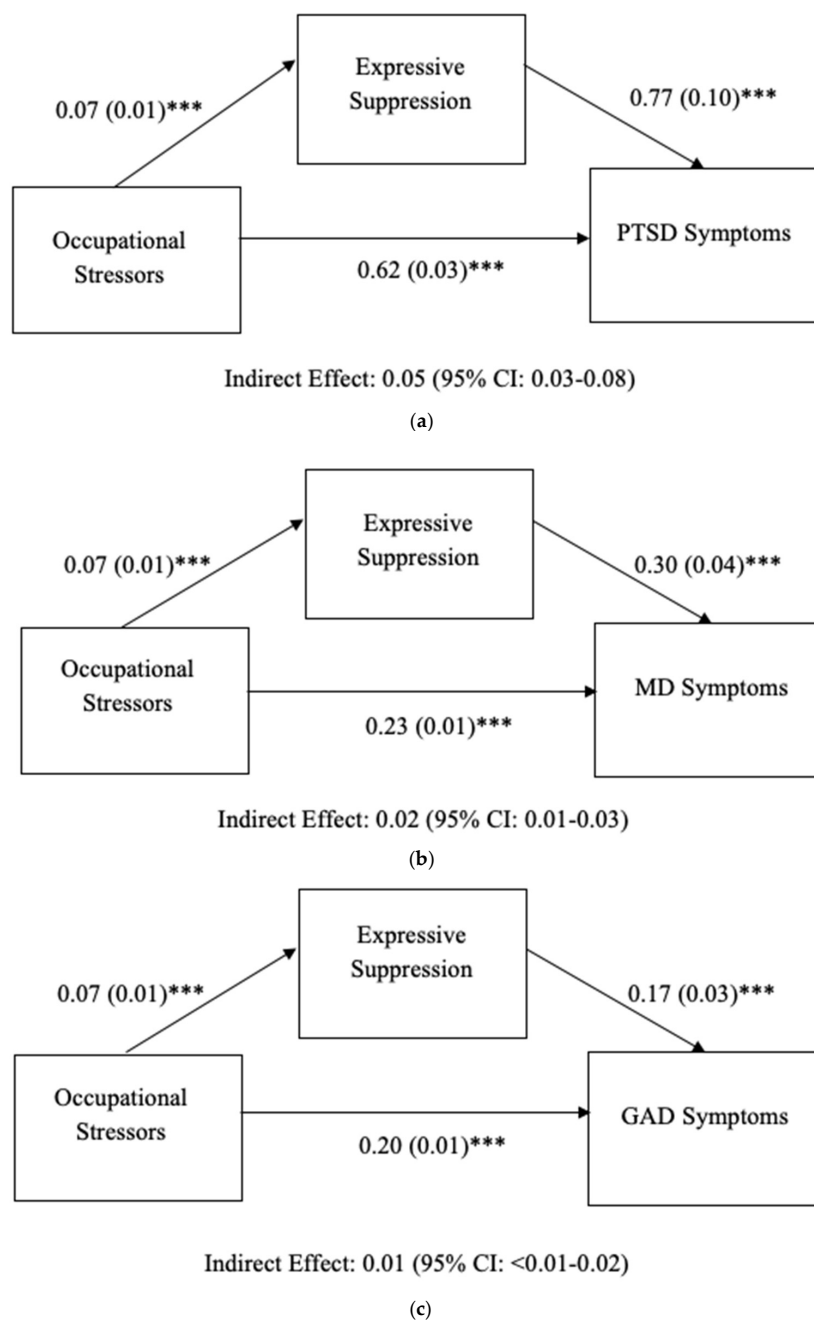 Expressive
Suppression
0.07 (0.01)***
0.77 (0.10)***
Occupational
Stressors
PTSD Symptoms
0.62 (0.03)***
Indirect Effect: 0.05 (95% CI: 0.03-0.08)
(a)
Expressive
Suppression
0.07 (0.01)***
0.30 (0.04)***
Occupational
Stressors
MD Symptoms
0.23 (0.01)***
Indirect Effect: 0.02 (95% CI: 0.01-0.03)
(b)
Expressive
Suppression
0.07 (0.01)***
0.17 (0.03)***
Occupational
Stressors
GAD Symptoms
0.20 (0.01)***
Indirect Effect: 0.01 (95% CI: <0.01-0.02)
(c)